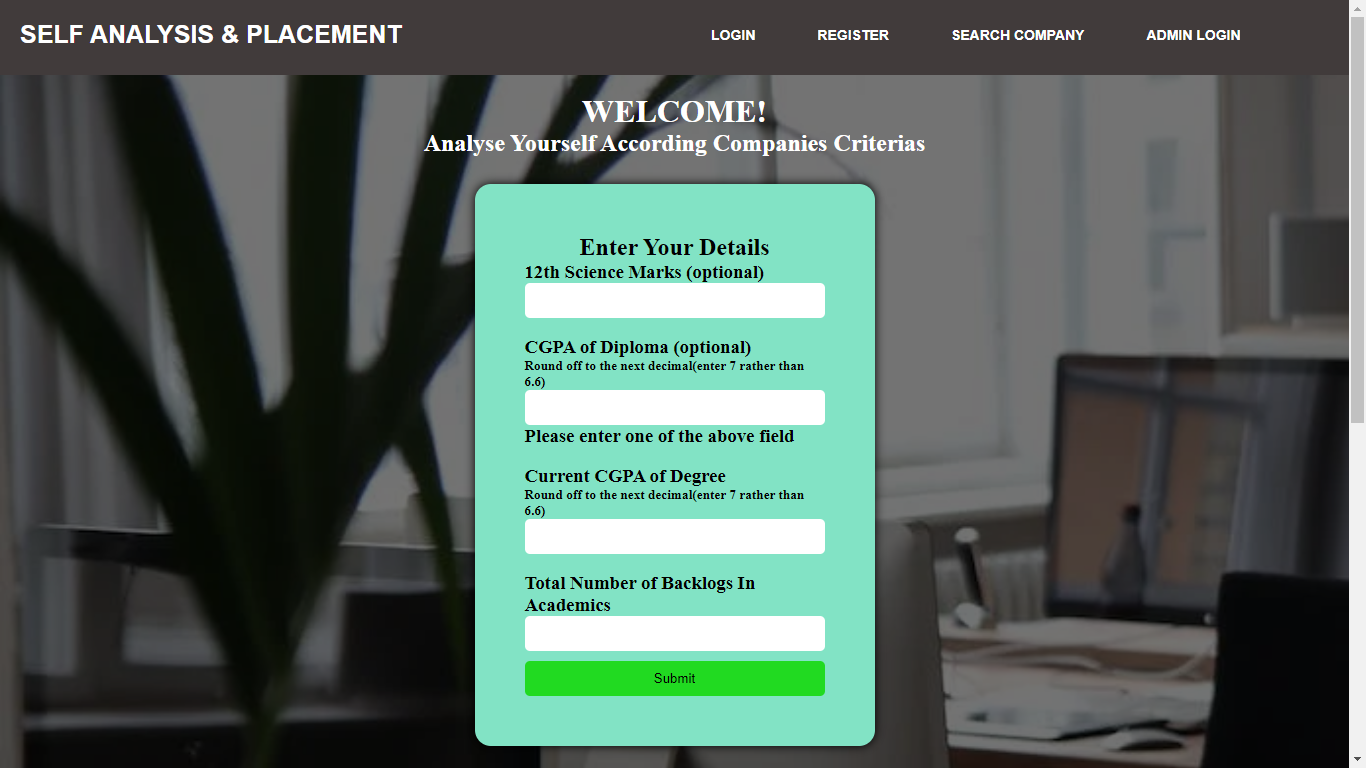 SELF ANALYSIS & PLACEMENT
LOGIN REGISTER SEARCH COMPANY ADMIN LOGIN
WELCOME!
Analyse Yourself According Companies Criterias
Enter Your Details
12th Science Marks (optional)
CGPA of Diploma (optional)
Round off to the next decimal(enter 7 rather than
6.6)
Please enter one of the above field
Current CGPA of Degree
Round off to the next decimal(enter 7 rather than
6.6)
Total Number of Backlogs In
Academics
Submit